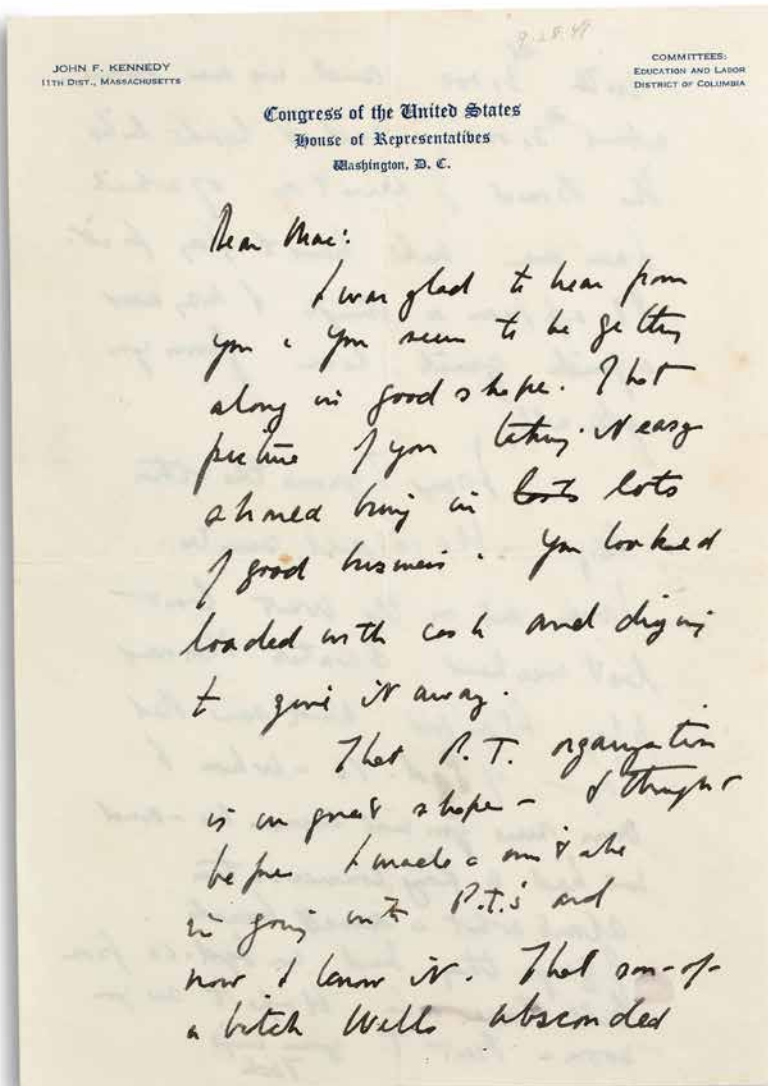 9-28-49
JOHN F. KENNEDY
11TH DIST., MASSACHUSETTS
COMMITTEES:
EDUCATION AND LABOR
DISTRICT OF COLUMBIA
Congress of the United States
House of Representatives
Washington, D. C.
Dear Mac:
I was glad to hear from
you & you seem to be getting
along in good shape. That
picture of you taking it easy
should bring in lots lots
of good business. You looked
loaded with cash and dying
to give it away.
That P.T. organization
is in great shape - I thought
before I made a mistake
in going into P.T.'s and
now I know it. That son-of-
a bitch Wells absconded